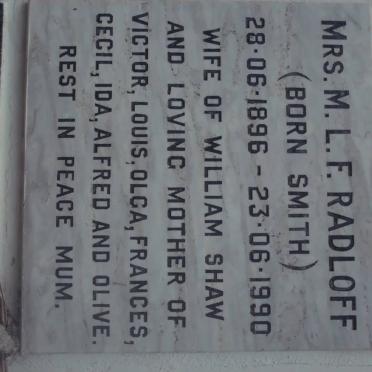 MRS. M. L. F. RADLOFF
(BORN SMITH)
28·06·1896 – 23·06·1990
WIFE OF WILLIAM SHAW
AND LOVING MOTHER OF
VICTOR, LOUIS, OLGA, FRANCES,
CECIL, IDA, ALFRED AND OLIVE.
REST IN PEACE MUM.